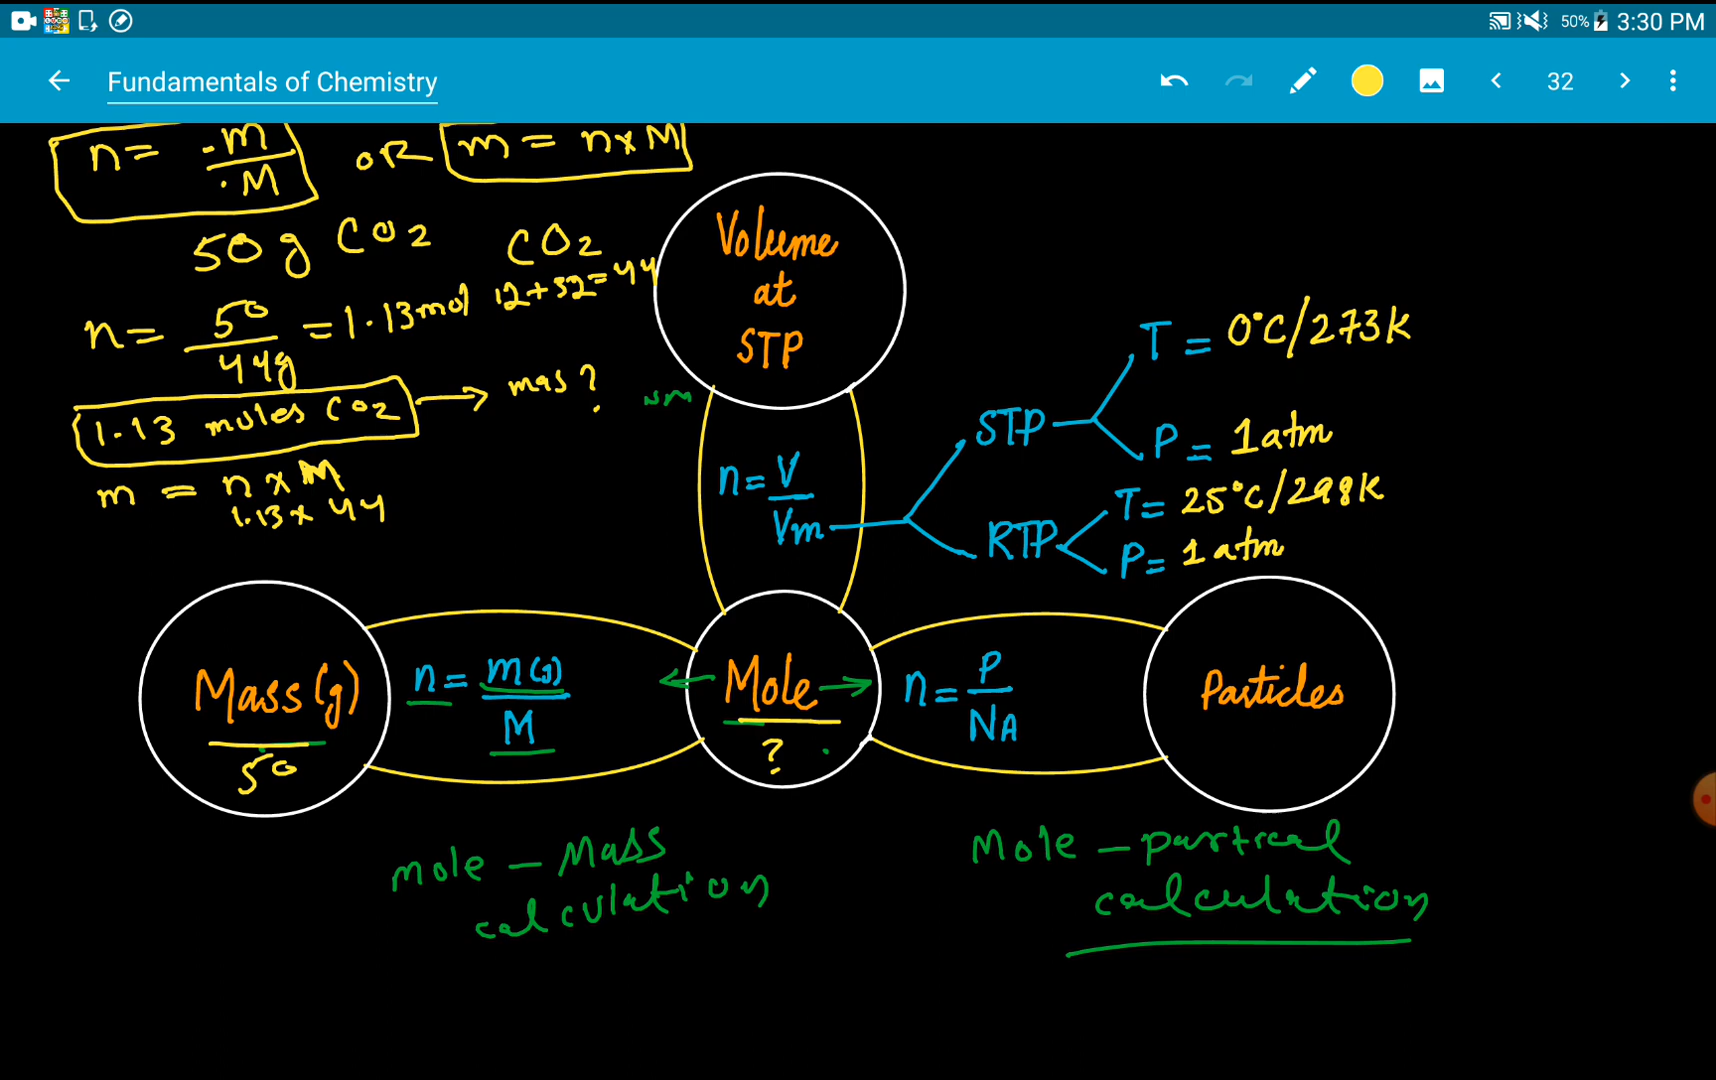 50% 3:30 PM
Fundamentals of Chemistry
32
n = m / M OR m = n x M
50 g CO2 CO2
12+32=44
n = 50 / 44g = 1.13 mol
1.13 moles CO2 → mas ?
m = n x M
1.13 x 44
Volume
at
STP
n = V / Vm
STP
T = 0°C/273K
P = 1 atm
RTP
T = 25°C/298K
P = 1 atm
Mass (g)
50
n = m(g) / M
← Mole →
?
n = P / NA
Particles
mole – Mass
calculation
Mole – partical
calculation